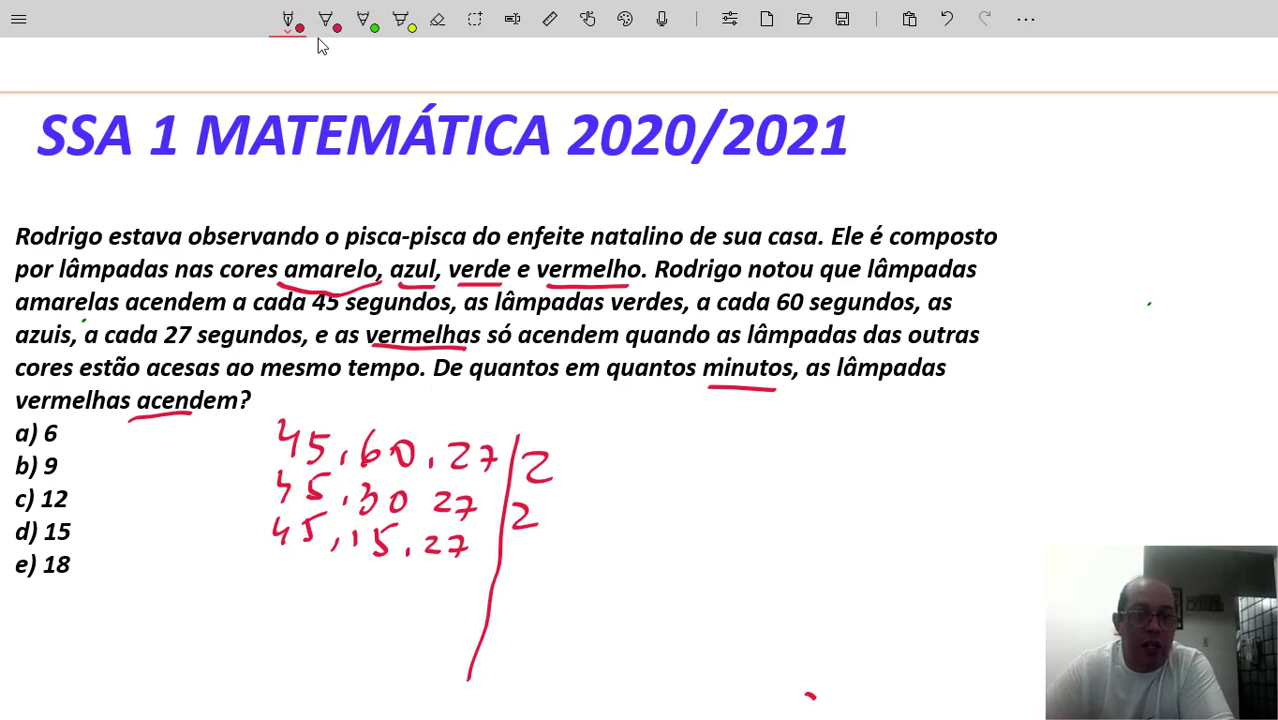 SSA 1 MATEMÁTICA 2020/2021
Rodrigo estava observando o pisca-pisca do enfeite natalino de sua casa. Ele é composto
por lâmpadas nas cores amarelo, azul, verde e vermelho. Rodrigo notou que lâmpadas
amarelas acendem a cada 45 segundos, as lâmpadas verdes, a cada 60 segundos, as
azuis, a cada 27 segundos, e as vermelhas só acendem quando as lâmpadas das outras
cores estão acesas ao mesmo tempo. De quantos em quantos minutos, as lâmpadas
vermelhas acendem?
a) 6
b) 9
c) 12
d) 15
e) 18
45, 60, 27 | 2
45, 30 27 | 2
45, 15, 27